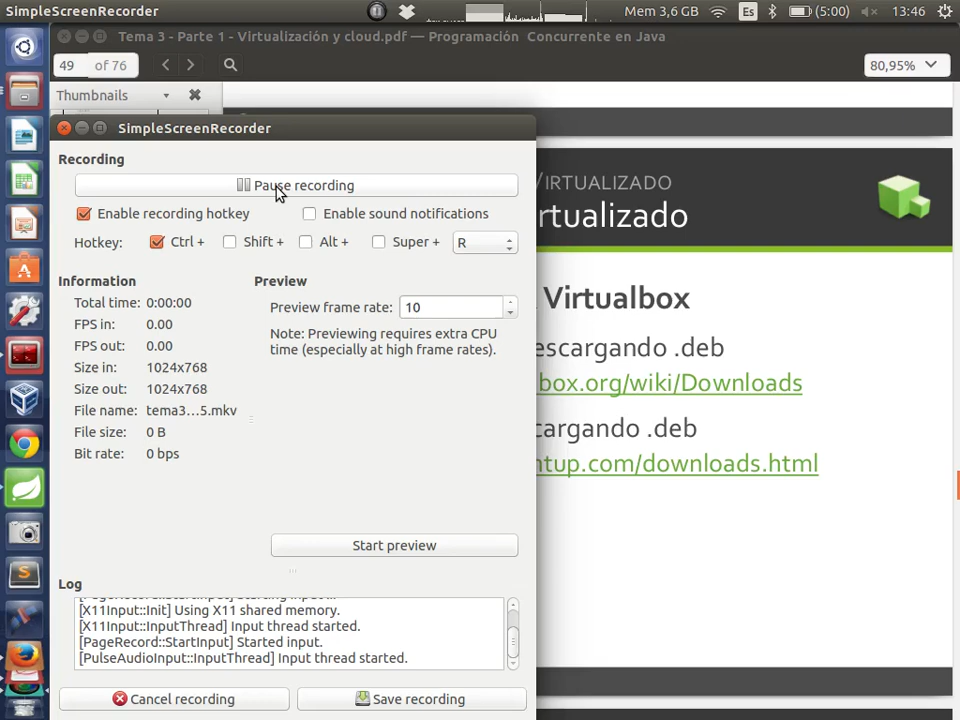 SimpleScreenRecorder
Mem 3,6 GB
Es
(5:00)
13:46
Tema 3 - Parte 1 - Virtualización y cloud.pdf — Programación Concurrente en Java
49 of 76
80,95%
Thumbnails
SimpleScreenRecorder
Recording
Pause recording
Enable recording hotkey
Enable sound notifications
Hotkey: Ctrl + Shift + Alt + Super + R
Information
Total time: 0:00:00
FPS in: 0.00
FPS out: 0.00
Size in: 1024x768
Size out: 1024x768
File name: tema3...5.mkv
File size: 0 B
Bit rate: 0 bps
Preview
Preview frame rate: 10
Note: Previewing requires extra CPU
time (especially at high frame rates).
Start preview
Log
[PageRecord::StartInput] Starting input ...
[X11Input::Init] Using X11 shared memory.
[X11Input::InputThread] Input thread started.
[PageRecord::StartInput] Started input.
[PulseAudioInput::InputThread] Input thread started.
Cancel recording
Save recording
IRTUALIZADO
rtualizado
Virtualbox
escargando .deb
box.org/wiki/Downloads
cargando .deb
ntup.com/downloads.html